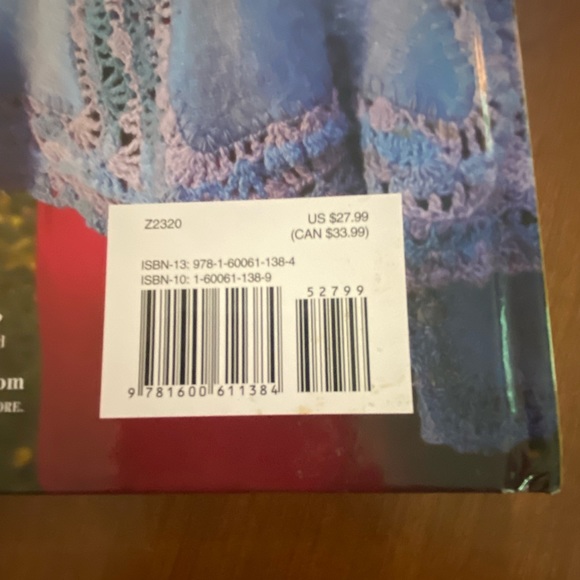 Z2320
US $27.99
(CAN $33.99)
ISBN-13: 978-1-60061-138-4
ISBN-10: 1-60061-138-9
52799
9 781600 611384